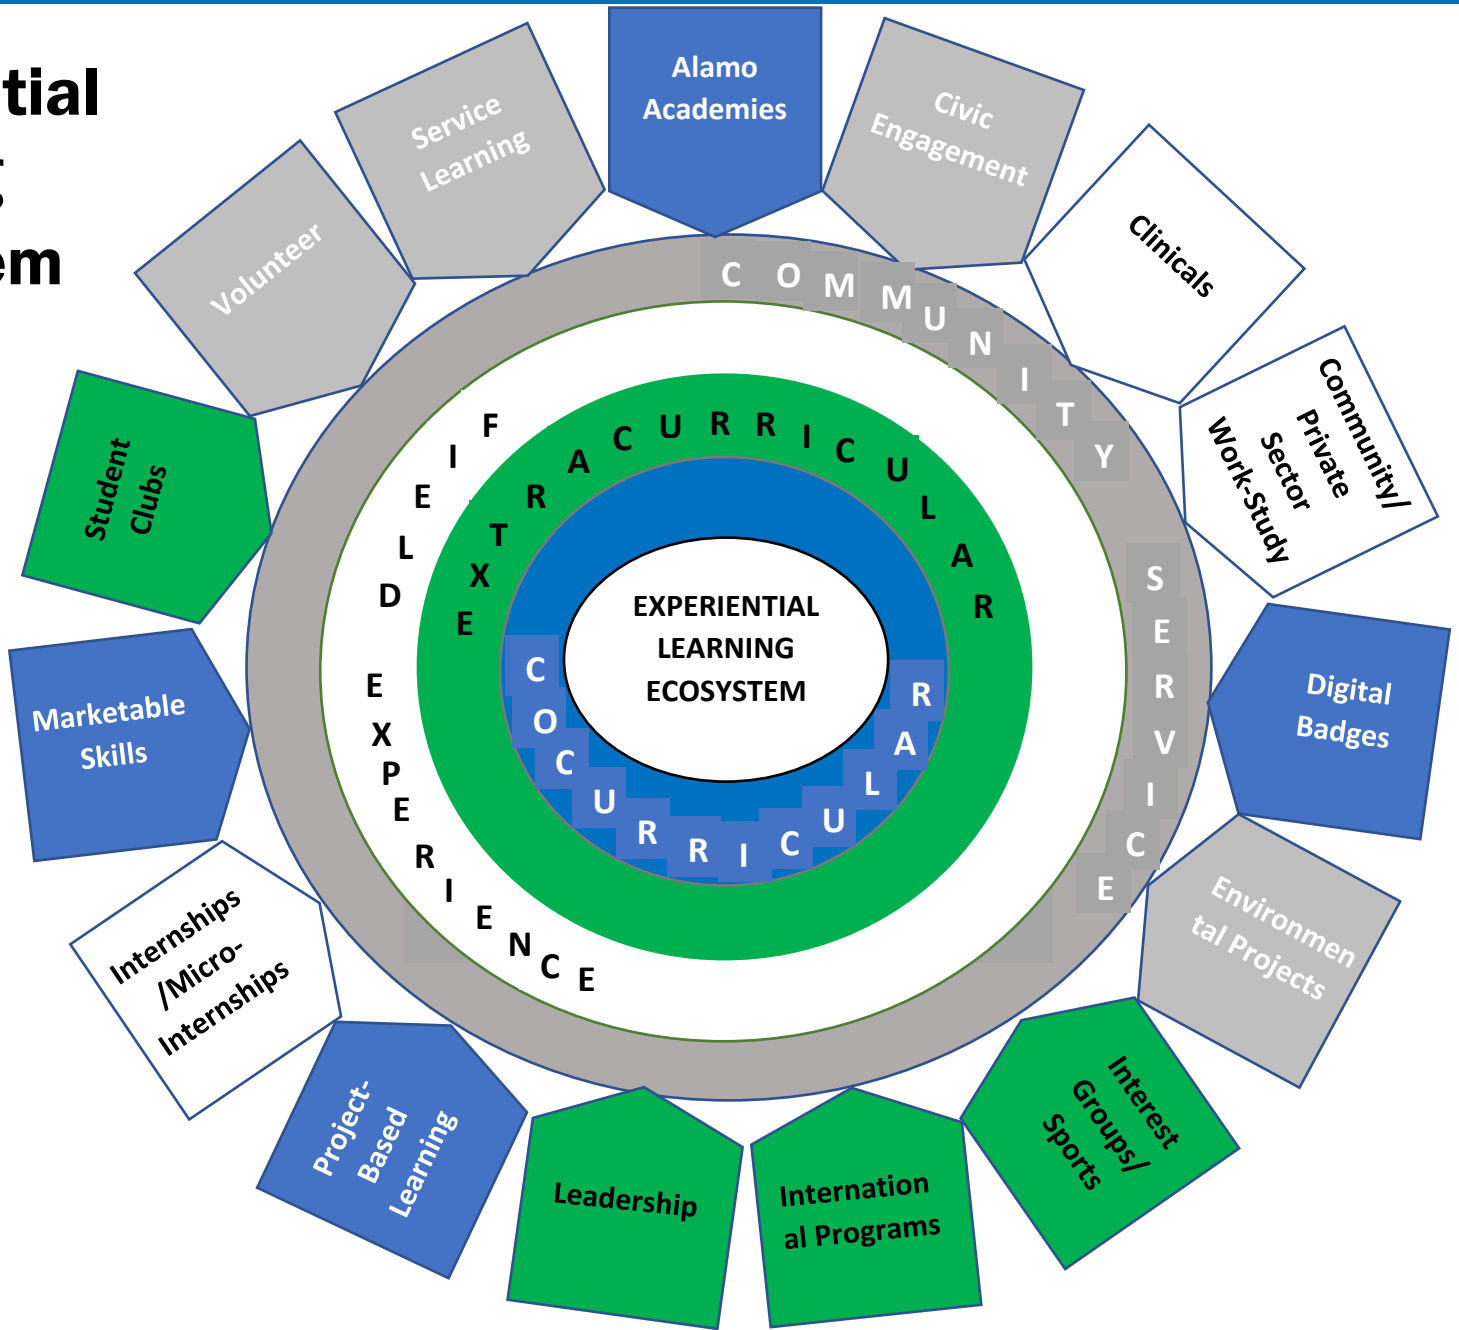 tial
em
Alamo
Academies
Civic
Engagement
Clinicals
Community/
Private
Sector
Work-Study
Digital
Badges
Environmen
tal Projects
Interest
Groups/
Sports
Internation
al Programs
Leadership
Project-
Based
Learning
Internships
/Micro-
Internships
Marketable
Skills
Student
Clubs
Volunteer
Service
Learning
COMMUNITY SERVICE
FIELD EXPERIENCE
EXTRACURRICULAR
COCURRICULAR
EXPERIENTIAL
LEARNING
ECOSYSTEM